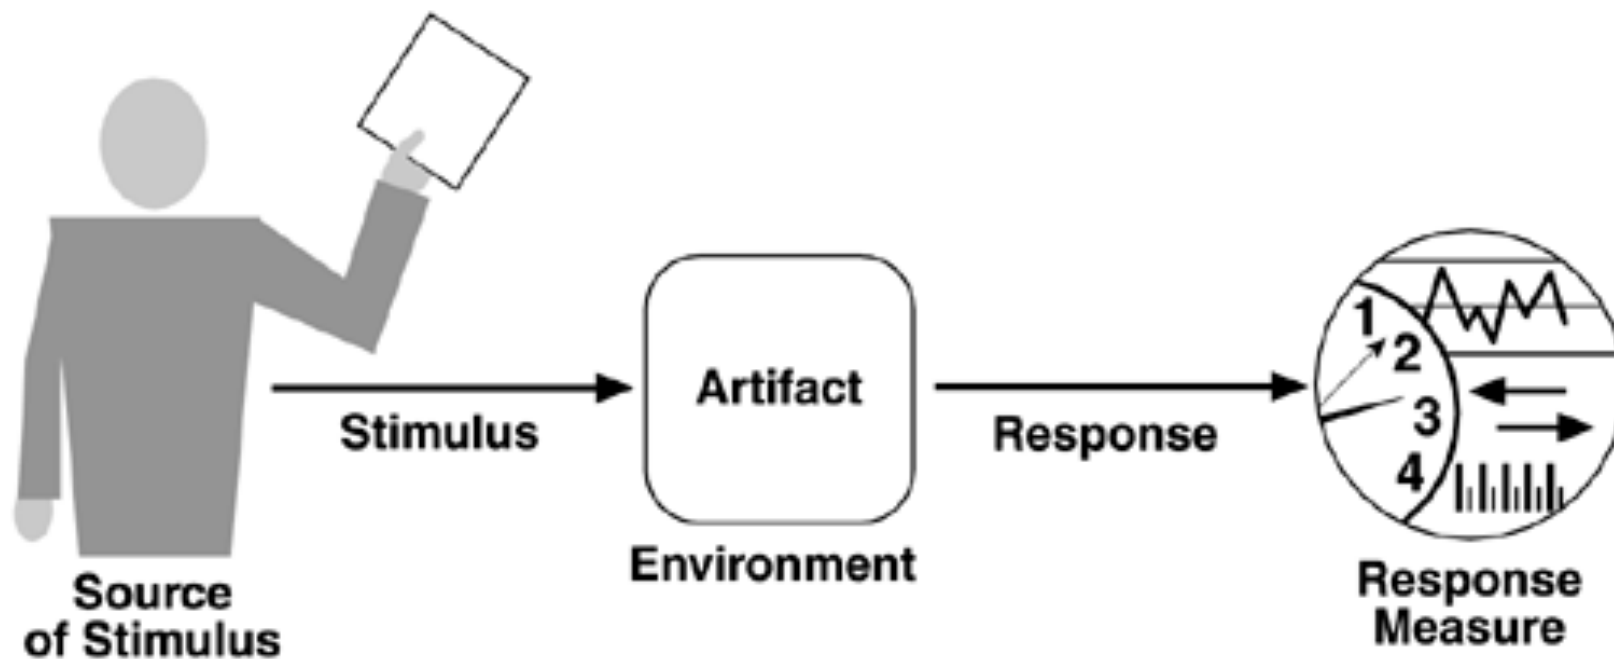 Source
of Stimulus
Stimulus
Artifact
Environment
Response
1
2
3
4
Response
Measure